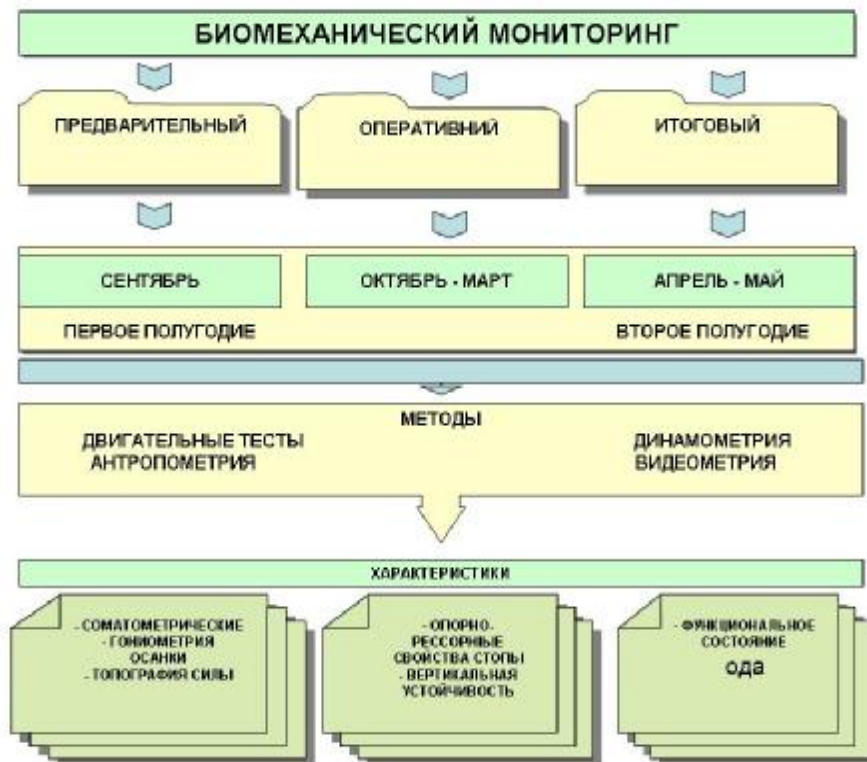 БИОМЕХАНИЧЕСКИЙ МОНИТОРИНГ
ПРЕДВАРИТЕЛЬНЫЙ
ОПЕРАТИВНИЙ
ИТОГОВЫЙ
СЕНТЯБРЬ
ОКТЯБРЬ - МАРТ
АПРЕЛЬ - МАЙ
ПЕРВОЕ ПОЛУГОДИЕ
ВТОРОЕ ПОЛУГОДИЕ
МЕТОДЫ
ДВИГАТЕЛЬНЫЕ ТЕСТЫ
АНТРОПОМЕТРИЯ
ДИНАМОМЕТРИЯ
ВИДЕОМЕТРИЯ
ХАРАКТЕРИСТИКИ
- СОМАТОМЕТРИЧЕСКИЕ
- ГОНИОМЕТРИЯ
ОСАНКИ
- ТОПОГРАФИЯ СИЛЫ
- ОПОРНО-
РЕССОРНЫЕ
СВОЙСТВА СТОПЫ
- ВЕРТИКАЛЬНАЯ
УСТОЙЧИВОСТЬ
- ФУНКЦИОНАЛЬНОЕ
СОСТОЯНИЕ
ода